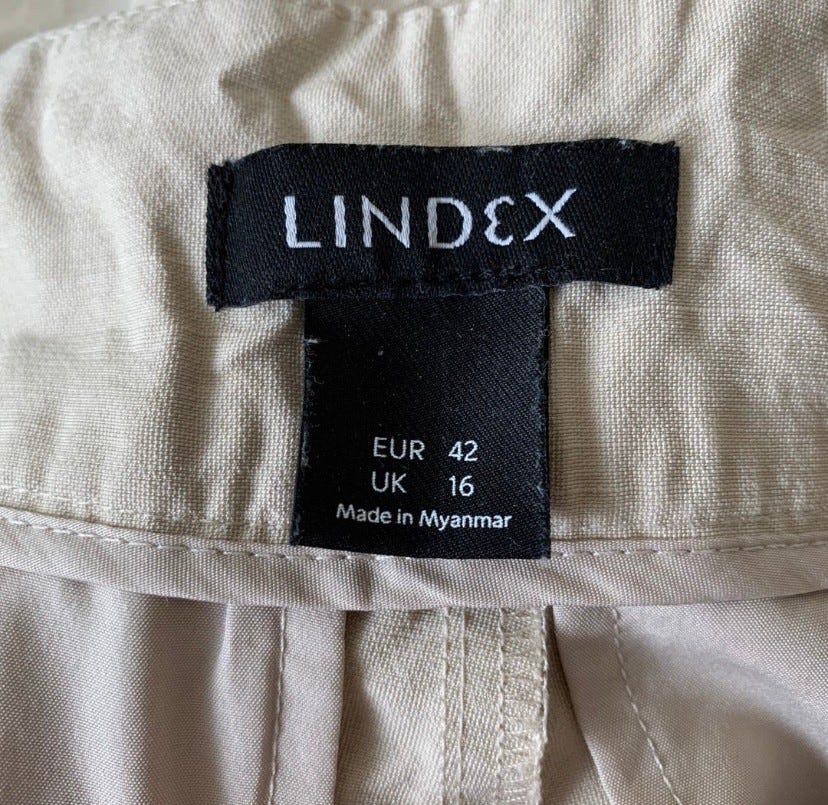 LINDEX
EUR 42
UK 16
Made in Myanmar